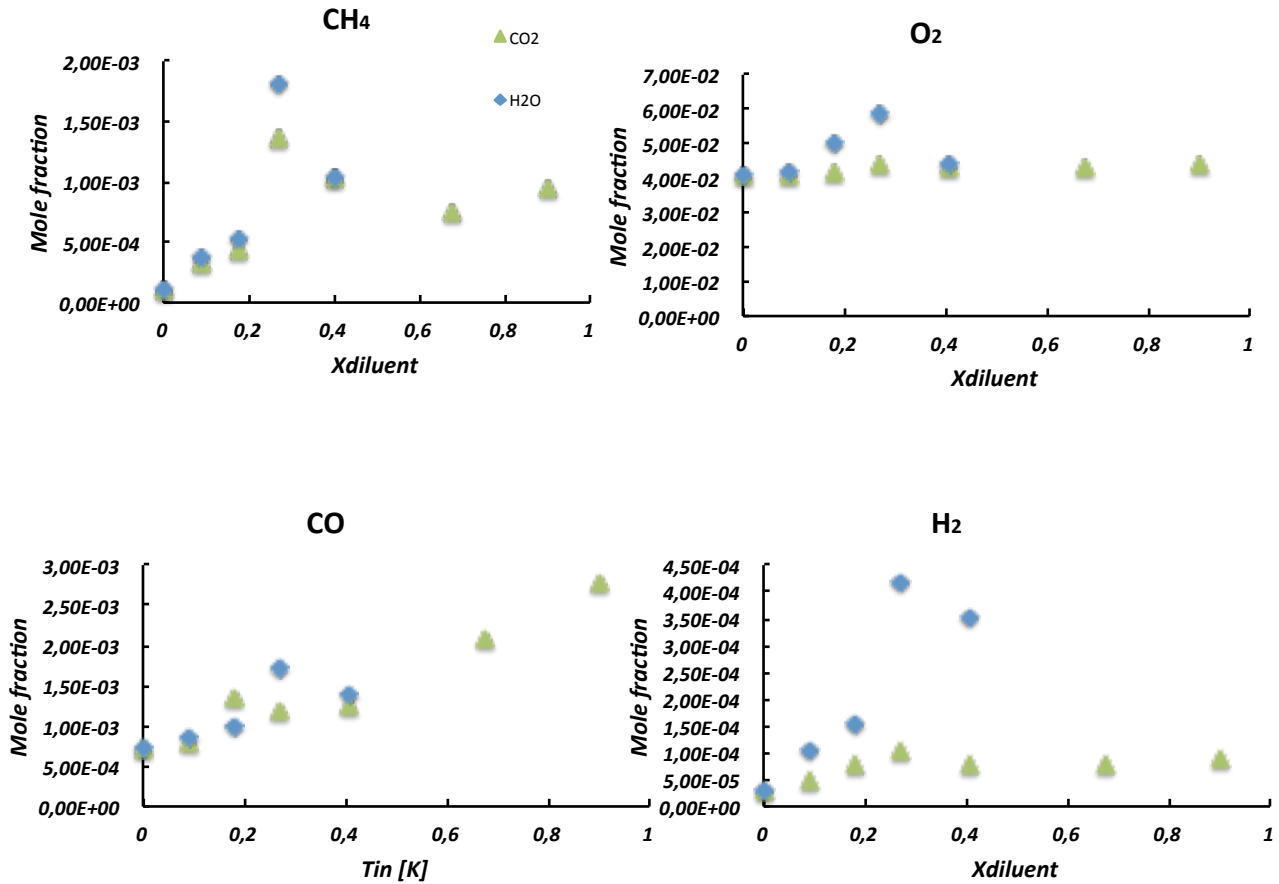 CH4
CO2
H2O
2,00E-03
1,50E-03
1,00E-03
5,00E-04
0,00E+00
Mole fraction
0 0,2 0,4 0,6 0,8 1
Xdiluent
O2
7,00E-02
6,00E-02
5,00E-02
4,00E-02
3,00E-02
2,00E-02
1,00E-02
0,00E+00
Mole fraction
0 0,2 0,4 0,6 0,8 1
Xdiluent
CO
3,00E-03
2,50E-03
2,00E-03
1,50E-03
1,00E-03
5,00E-04
0,00E+00
Mole fraction
0 0,2 0,4 0,6 0,8 1
Tin [K]
H2
4,50E-04
4,00E-04
3,50E-04
3,00E-04
2,50E-04
2,00E-04
1,50E-04
1,00E-04
5,00E-05
0,00E+00
Mole fraction
0 0,2 0,4 0,6 0,8 1
Xdiluent